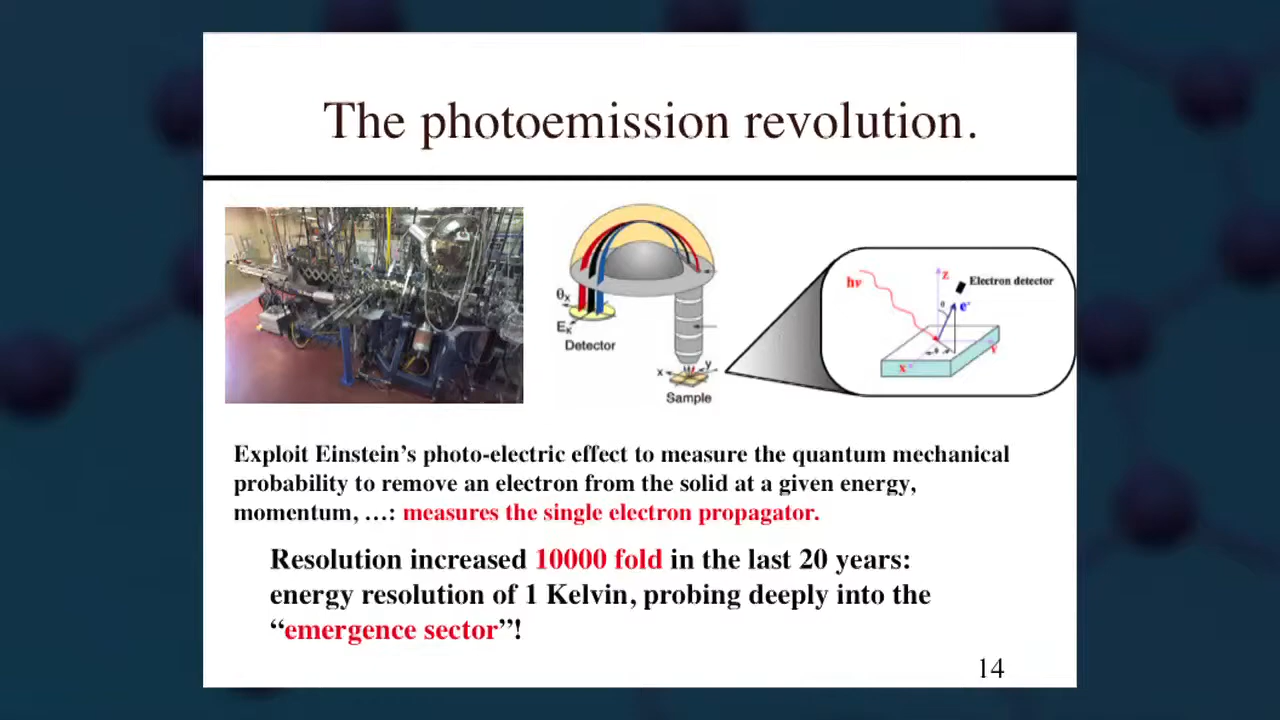 The photoemission revolution.
θx
Ex
Detector
x
y
Sample
hν
z
Electron detector
θ
e-
x
Exploit Einstein’s photo-electric effect to measure the quantum mechanical
probability to remove an electron from the solid at a given energy,
momentum, …: measures the single electron propagator.
Resolution increased 10000 fold in the last 20 years:
energy resolution of 1 Kelvin, probing deeply into the
“emergence sector”!
14